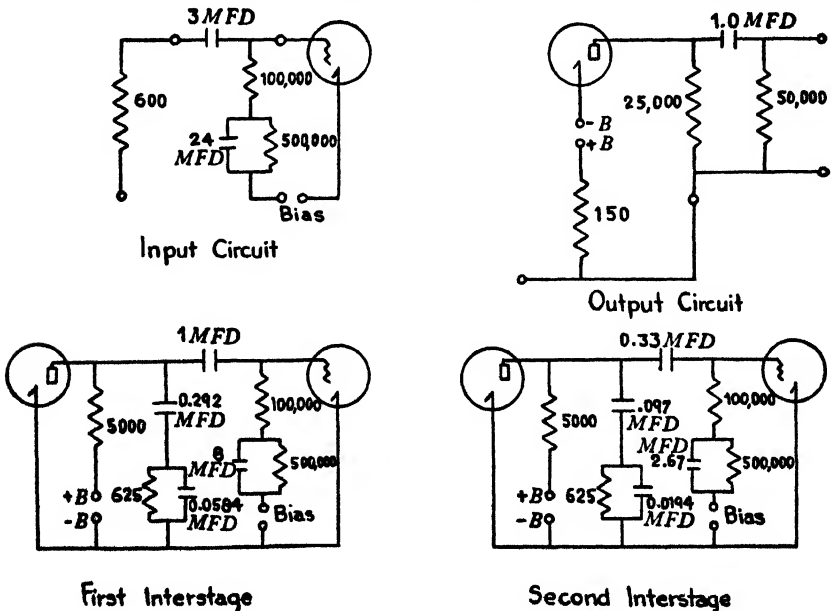 3 MFD
100,000
600
24
MFD
500,000
Bias
Input Circuit
1.0 MFD
25,000
50,000
-B
+B
150
Output Circuit
1 MFD
0.292
MFD
100,000
5000
8
MFD
500,000
+B
-B
625
0.0584
MFD
Bias
First Interstage
0.33 MFD
.097
MFD
100,000
5000
MFD
2.67
500,000
+B
-B
625
0.0194
MFD
Bias
Second Interstage